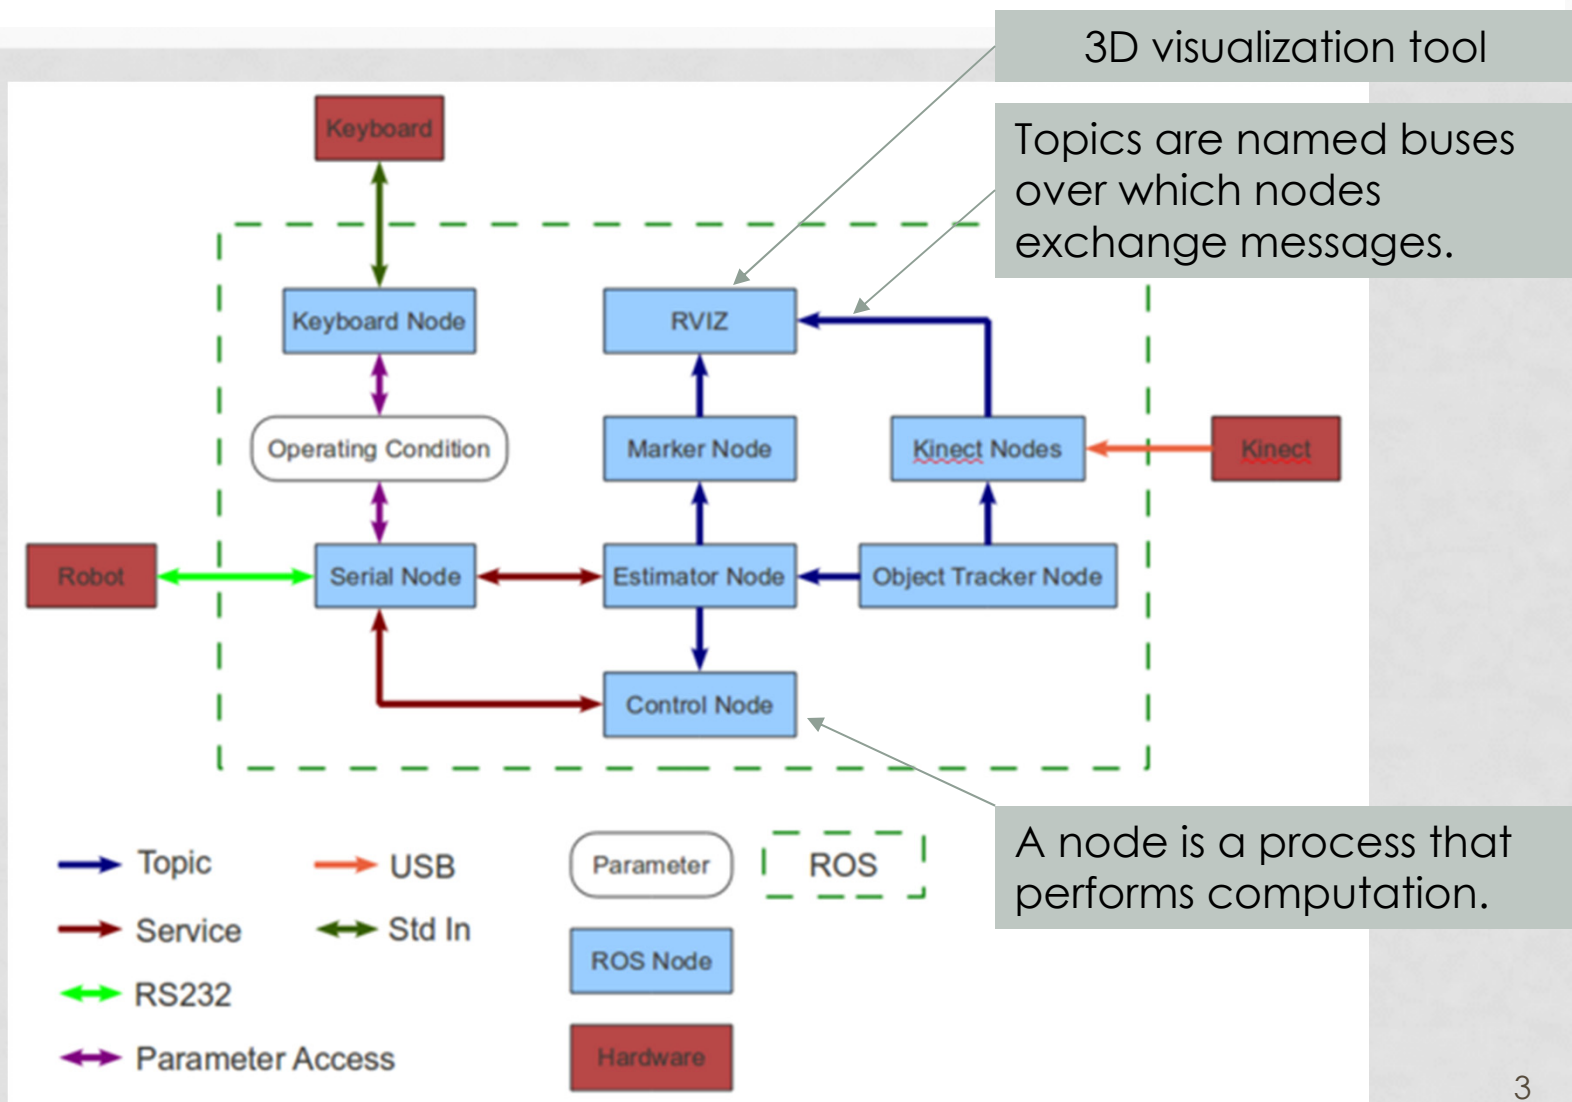 3D visualization tool
Topics are named buses
over which nodes
exchange messages.
Keyboard
Keyboard Node
RVIZ
Operating Condition
Marker Node
Kinect Nodes
Kinect
Robot
Serial Node
Estimator Node
Object Tracker Node
Control Node
A node is a process that
performs computation.
Topic
USB
Parameter
ROS
Service
Std In
ROS Node
RS232
Parameter Access
Hardware
3